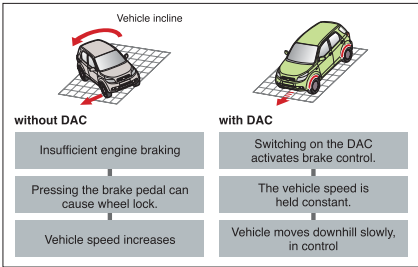 Vehicle incline
without DAC
Insufficient engine braking
Pressing the brake pedal can
cause wheel lock.
Vehicle speed increases
with DAC
Switching on the DAC
activates brake control.
The vehicle speed is
held constant.
Vehicle moves downhill slowly,
in control